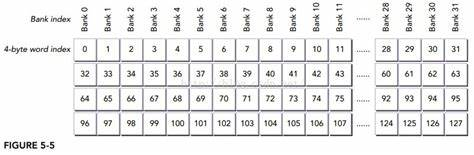 Bank index Bank 0 Bank 1 Bank 2 Bank 3 Bank 4 Bank 5 Bank 6 Bank 7 Bank 8 Bank 9 Bank 10 Bank 11 ...... Bank 28 Bank 29 Bank 30 Bank 31
4-byte word index 0 1 2 3 4 5 6 7 8 9 10 11 ...... 28 29 30 31
32 33 34 35 36 37 38 39 40 41 42 43 ...... 60 61 62 63
64 65 66 67 68 69 70 71 72 73 74 75 ...... 92 93 94 95
96 97 98 99 100 101 102 103 104 105 106 107 ...... 124 125 126 127
FIGURE 5-5